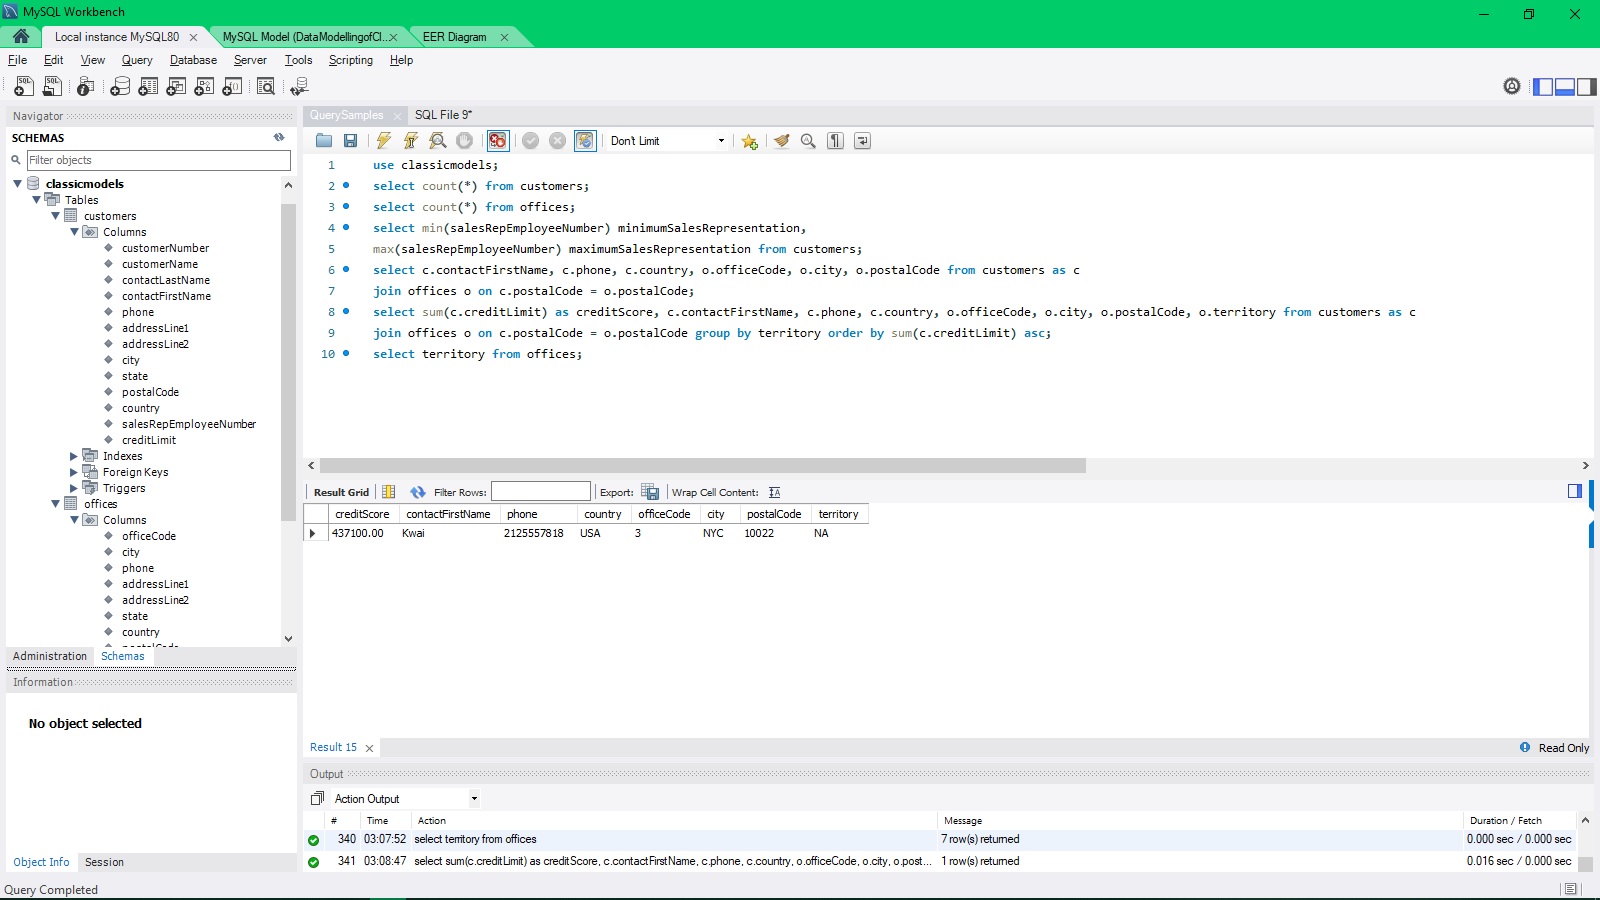 MySQL Workbench
Local instance MySQL80
MySQL Model (DataModellingofCl...
EER Diagram
File Edit View Query Database Server Tools Scripting Help
Navigator
SCHEMAS
Filter objects
classicmodels
Tables
customers
Columns
customerNumber
customerName
contactLastName
contactFirstName
phone
addressLine1
addressLine2
city
state
postalCode
country
salesRepEmployeeNumber
creditLimit
Indexes
Foreign Keys
Triggers
offices
Columns
officeCode
city
phone
addressLine1
addressLine2
state
country
Administration Schemas
Information
No object selected
Object Info Session
QuerySamples
SQL File 9*
Don't Limit
1 use classicmodels;
2 select count(*) from customers;
3 select count(*) from offices;
4 select min(salesRepEmployeeNumber) minimumSalesRepresentation,
5 max(salesRepEmployeeNumber) maximumSalesRepresentation from customers;
6 select c.contactFirstName, c.phone, c.country, o.officeCode, o.city, o.postalCode from customers as c
7 join offices o on c.postalCode = o.postalCode;
8 select sum(c.creditLimit) as creditScore, c.contactFirstName, c.phone, c.country, o.officeCode, o.city, o.postalCode, o.territory from customers as c
9 join offices o on c.postalCode = o.postalCode group by territory order by sum(c.creditLimit) asc;
10 select territory from offices;
Result Grid Filter Rows: Export: Wrap Cell Content:
creditScore contactFirstName phone country officeCode city postalCode territory
437100.00 Kwai 2125557818 USA 3 NYC 10022 NA
Result 15
Read Only
Output
Action Output
# Time Action Message Duration / Fetch
340 03:07:52 select territory from offices 7 row(s) returned 0.000 sec / 0.000 sec
341 03:08:47 select sum(c.creditLimit) as creditScore, c.contactFirstName, c.phone, c.country, o.officeCode, o.city, o.post... 1 row(s) returned 0.016 sec / 0.000 sec
Query Completed